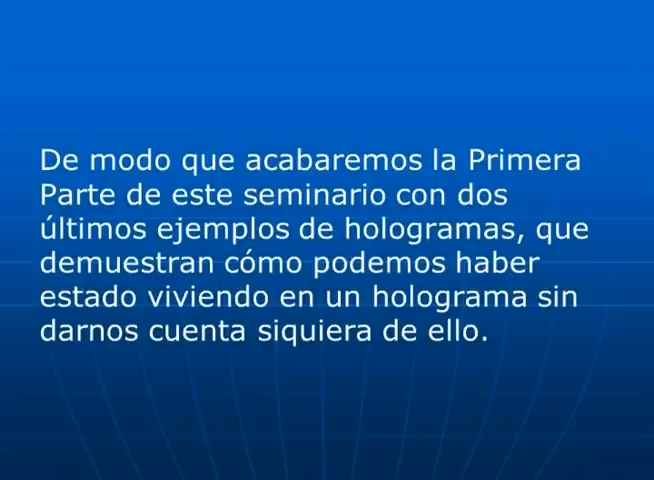 De modo que acabaremos la Primera
Parte de este seminario con dos
últimos ejemplos de hologramas, que
demuestran cómo podemos haber
estado viviendo en un holograma sin
darnos cuenta siquiera de ello.